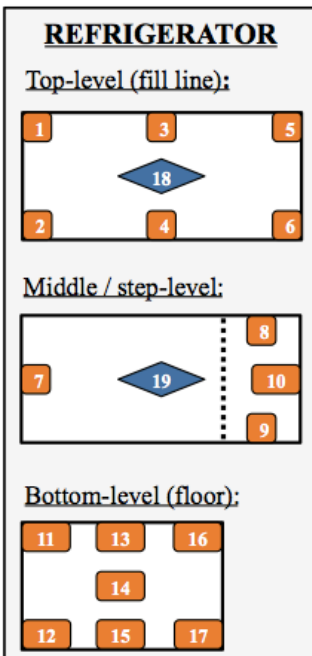 REFRIGERATOR
Top-level (fill line):
1 3 5
18
2 4 6
Middle / step-level:
8
7 19 10
9
Bottom-level (floor):
11 13 16
14
12 15 17